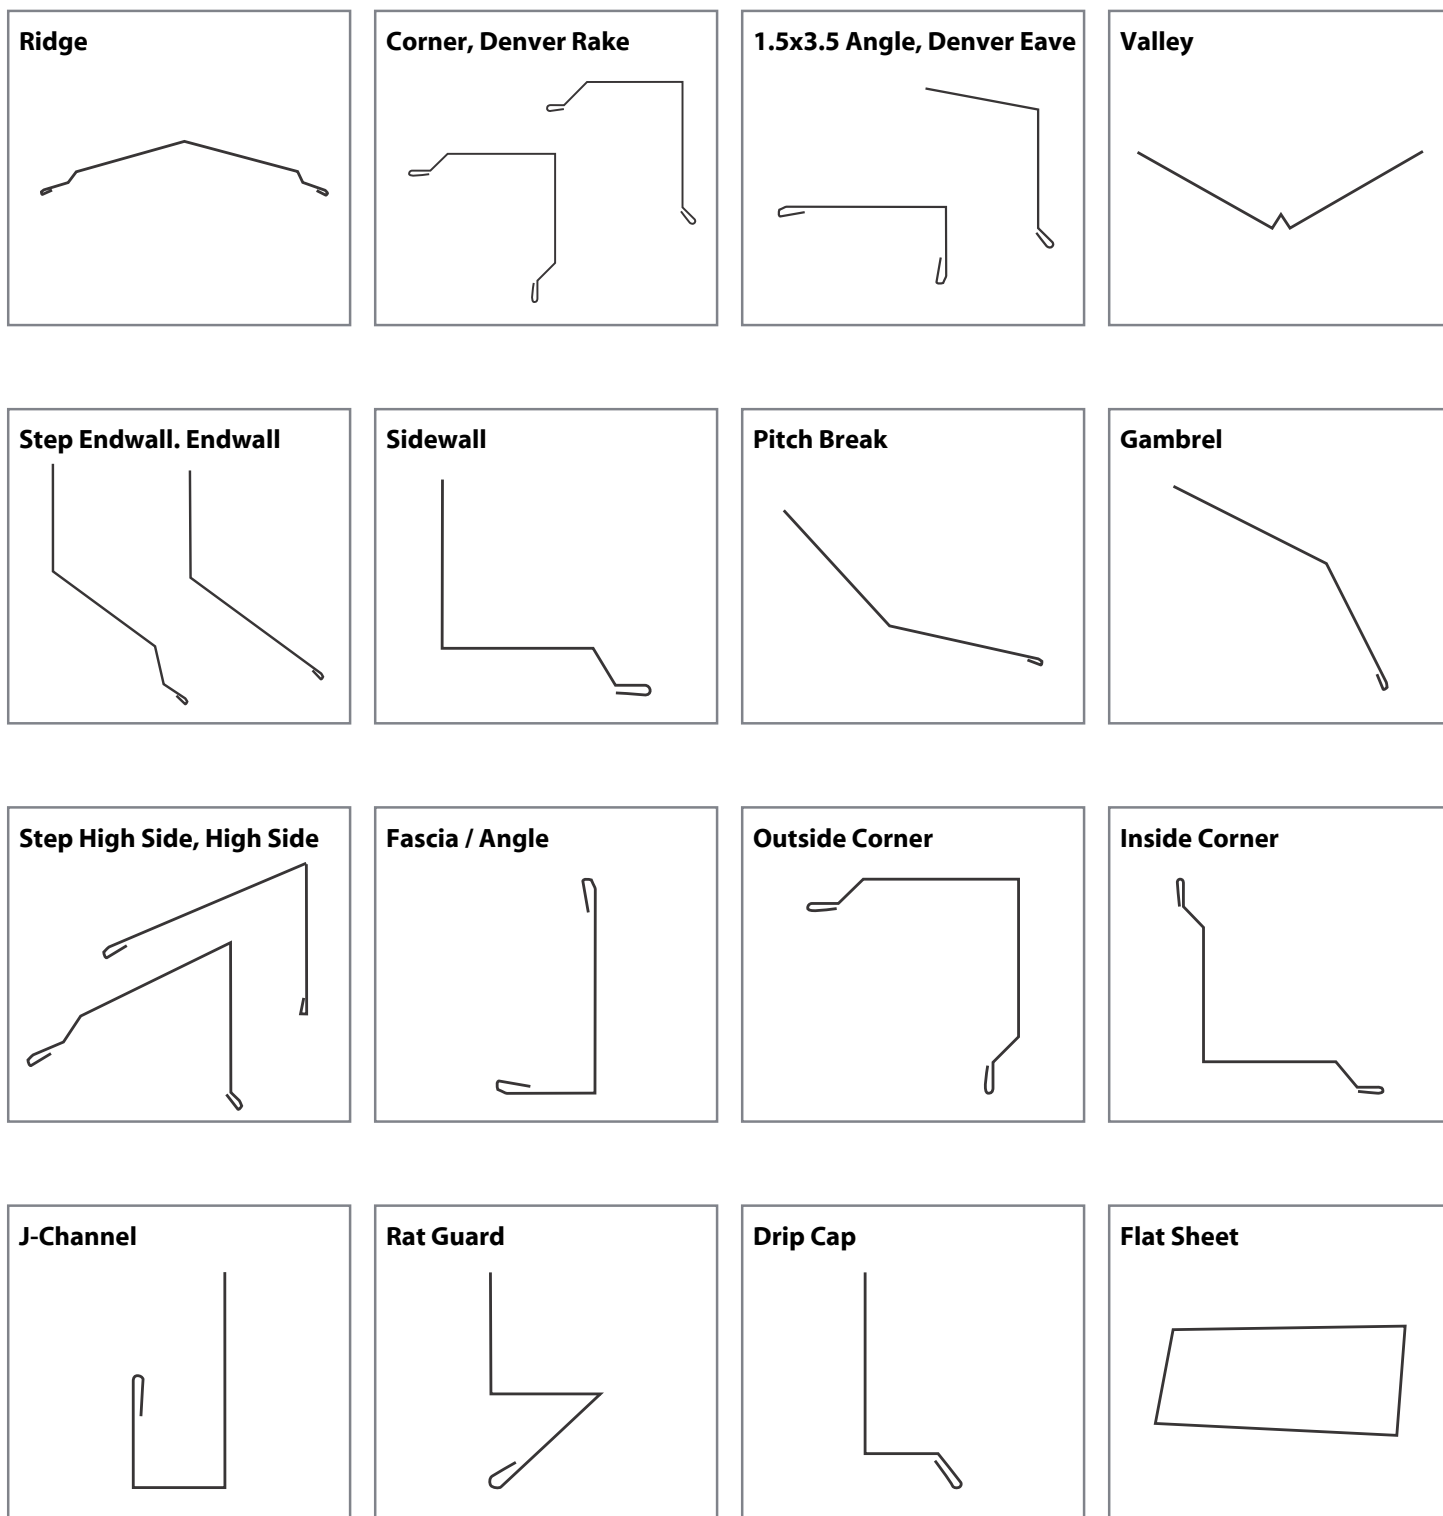 Ridge
Corner, Denver Rake
1.5x3.5 Angle, Denver Eave
Valley
Step Endwall. Endwall
Sidewall
Pitch Break
Gambrel
Step High Side, High Side
Fascia / Angle
Outside Corner
Inside Corner
J-Channel
Rat Guard
Drip Cap
Flat Sheet